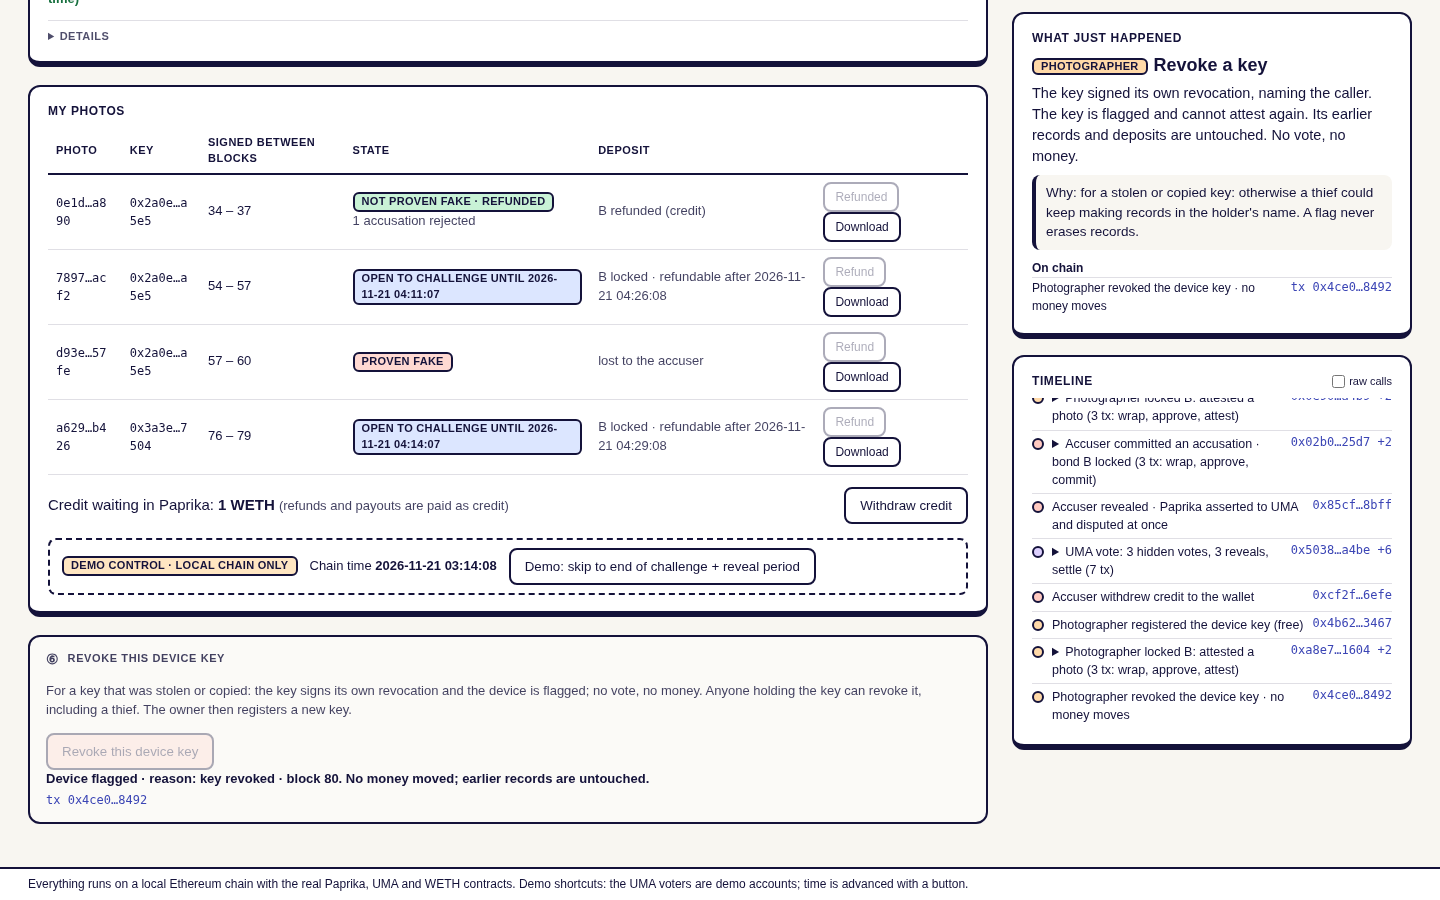 time)
▶ DETAILS
MY PHOTOS
PHOTO KEY SIGNED BETWEEN BLOCKS STATE DEPOSIT
0e1d…a890 0x2a0e…a5e5 34 – 37 NOT PROVEN FAKE · REFUNDED
1 accusation rejected
B refunded (credit)
Refunded
Download
7897…acf2 0x2a0e…a5e5 54 – 57 OPEN TO CHALLENGE UNTIL 2026-11-21 04:11:07
B locked · refundable after 2026-11-21 04:26:08
Refund
Download
d93e…57fe 0x2a0e…a5e5 57 – 60 PROVEN FAKE
lost to the accuser
Refund
Download
a629…b426 0x3a3e…7504 76 – 79 OPEN TO CHALLENGE UNTIL 2026-11-21 04:14:07
B locked · refundable after 2026-11-21 04:29:08
Refund
Download
Credit waiting in Paprika: 1 WETH (refunds and payouts are paid as credit)
Withdraw credit
DEMO CONTROL · LOCAL CHAIN ONLY Chain time 2026-11-21 03:14:08 Demo: skip to end of challenge + reveal period
⑥ REVOKE THIS DEVICE KEY
For a key that was stolen or copied: the key signs its own revocation and the device is flagged; no vote, no money. Anyone holding the key can revoke it,
including a thief. The owner then registers a new key.
Revoke this device key
Device flagged · reason: key revoked · block 80. No money moved; earlier records are untouched.
tx 0x4ce0…8492
WHAT JUST HAPPENED
PHOTOGRAPHER Revoke a key
The key signed its own revocation, naming the caller.
The key is flagged and cannot attest again. Its earlier
records and deposits are untouched. No vote, no
money.
Why: for a stolen or copied key: otherwise a thief could
keep making records in the holder's name. A flag never
erases records.
On chain
Photographer revoked the device key · no tx 0x4ce0…8492
money moves
TIMELINE raw calls
▶ Photographer locked B: attested a
photo (3 tx: wrap, approve, attest)
▶ Accuser committed an accusation · 0x02b0…25d7 +2
bond B locked (3 tx: wrap, approve,
commit)
Accuser revealed · Paprika asserted to UMA 0x85cf…8bff
and disputed at once
▶ UMA vote: 3 hidden votes, 3 reveals, 0x5038…a4be +6
settle (7 tx)
Accuser withdrew credit to the wallet 0xcf2f…6efe
Photographer registered the device key (free) 0x4b62…3467
▶ Photographer locked B: attested a 0xa8e7…1604 +2
photo (3 tx: wrap, approve, attest)
Photographer revoked the device key · no 0x4ce0…8492
money moves
Everything runs on a local Ethereum chain with the real Paprika, UMA and WETH contracts. Demo shortcuts: the UMA voters are demo accounts; time is advanced with a button.